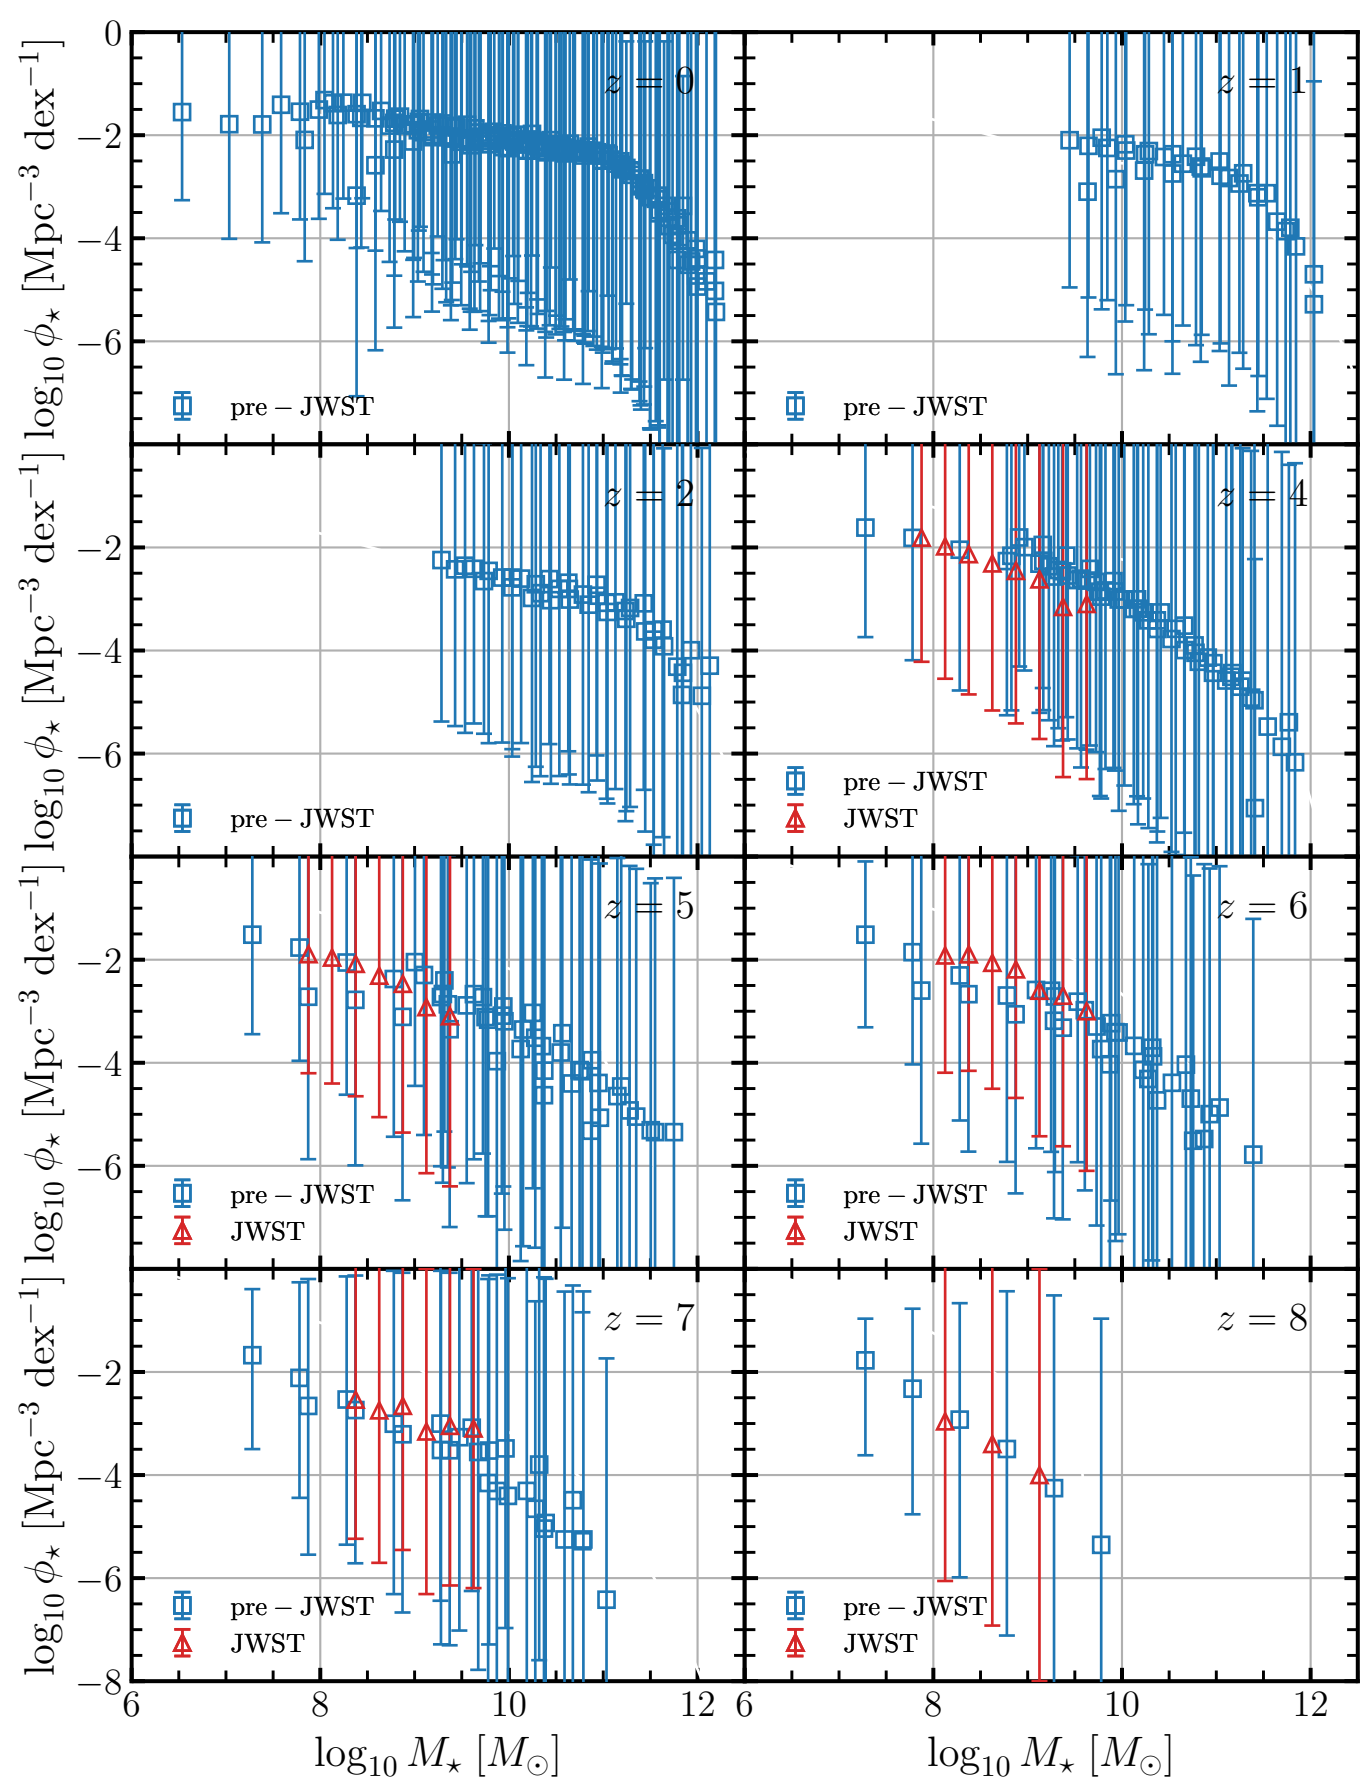 0
−2
−4
−6
log₁₀ ϕ⋆ [Mpc⁻³ dex⁻¹]
z = 0
pre − JWST
z = 1
pre − JWST
−2
−4
−6
log₁₀ ϕ⋆ [Mpc⁻³ dex⁻¹]
z = 2
pre − JWST
z = 4
pre − JWST
JWST
−2
−4
−6
log₁₀ ϕ⋆ [Mpc⁻³ dex⁻¹]
z = 5
pre − JWST
JWST
z = 6
pre − JWST
JWST
−2
−4
−6
−8
log₁₀ ϕ⋆ [Mpc⁻³ dex⁻¹]
z = 7
pre − JWST
JWST
z = 8
pre − JWST
JWST
6 8 10 12 6 8 10 12
log₁₀ M⋆ [M⊙] log₁₀ M⋆ [M⊙]